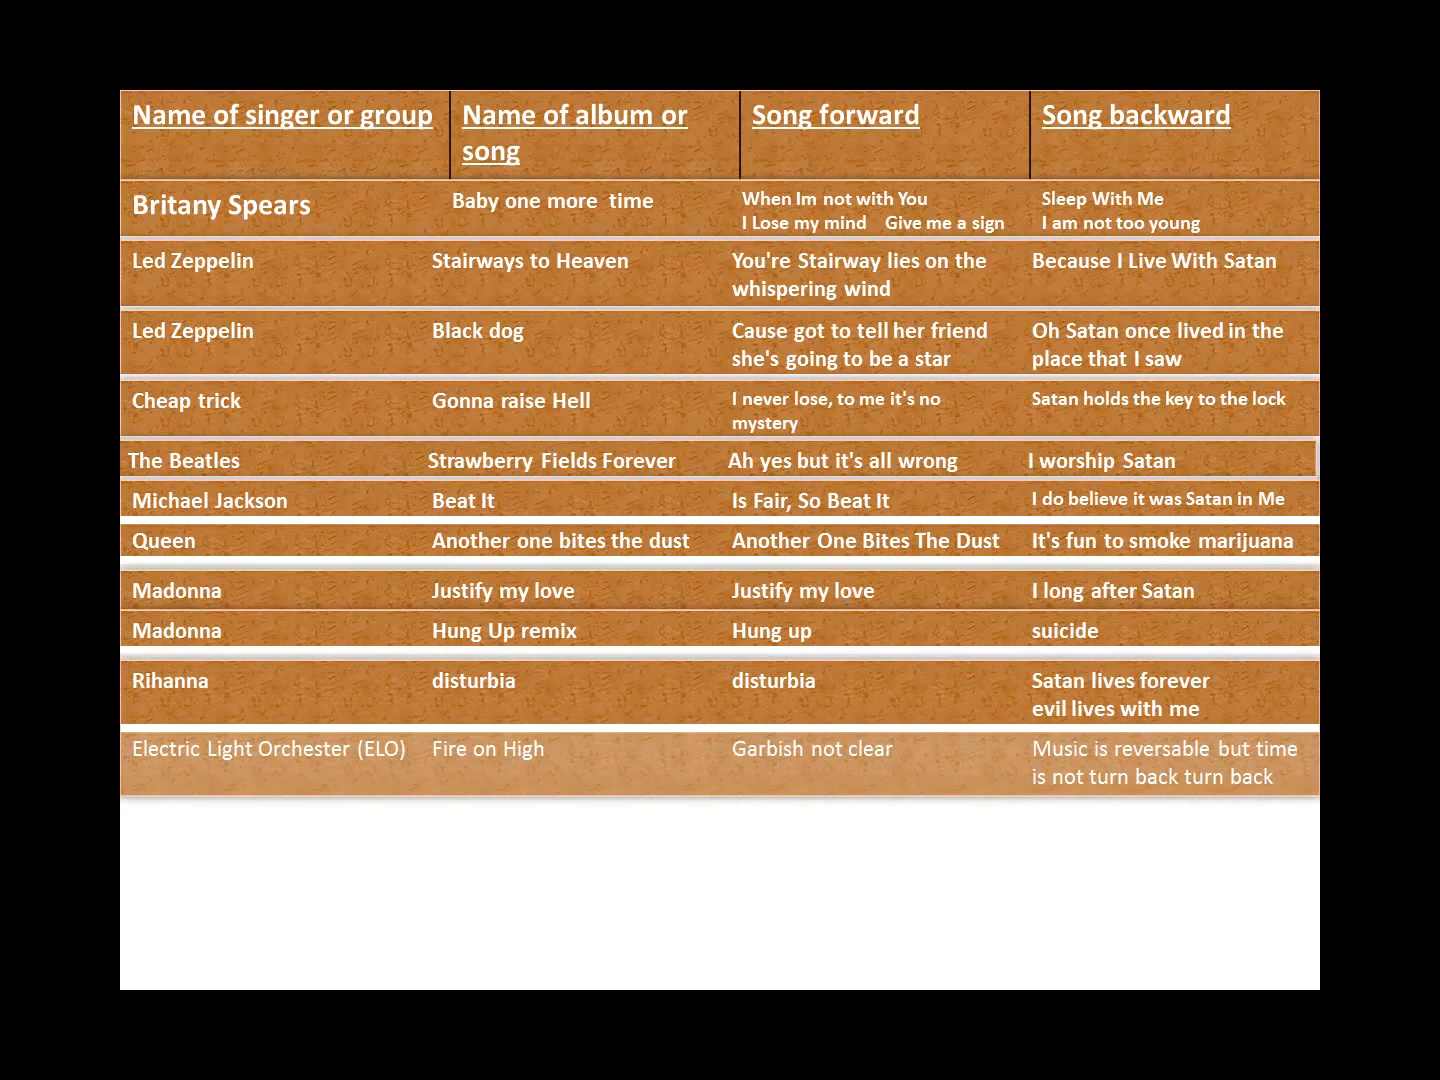 Name of singer or group
Name of album or
song
Song forward
Song backward
Britany Spears
Baby one more time
When Im not with You
I Lose my mind Give me a sign
Sleep With Me
I am not too young
Led Zeppelin
Stairways to Heaven
You're Stairway lies on the
whispering wind
Because I Live With Satan
Led Zeppelin
Black dog
Cause got to tell her friend
she's going to be a star
Oh Satan once lived in the
place that I saw
Cheap trick
Gonna raise Hell
I never lose, to me it's no
mystery
Satan holds the key to the lock
The Beatles
Strawberry Fields Forever
Ah yes but it's all wrong
I worship Satan
Michael Jackson
Beat It
Is Fair, So Beat It
I do believe it was Satan in Me
Queen
Another one bites the dust
Another One Bites The Dust
It's fun to smoke marijuana
Madonna
Justify my love
Justify my love
I long after Satan
Madonna
Hung Up remix
Hung up
suicide
Rihanna
disturbia
disturbia
Satan lives forever
evil lives with me
Electric Light Orchester (ELO)
Fire on High
Garbish not clear
Music is reversable but time
is not turn back turn back